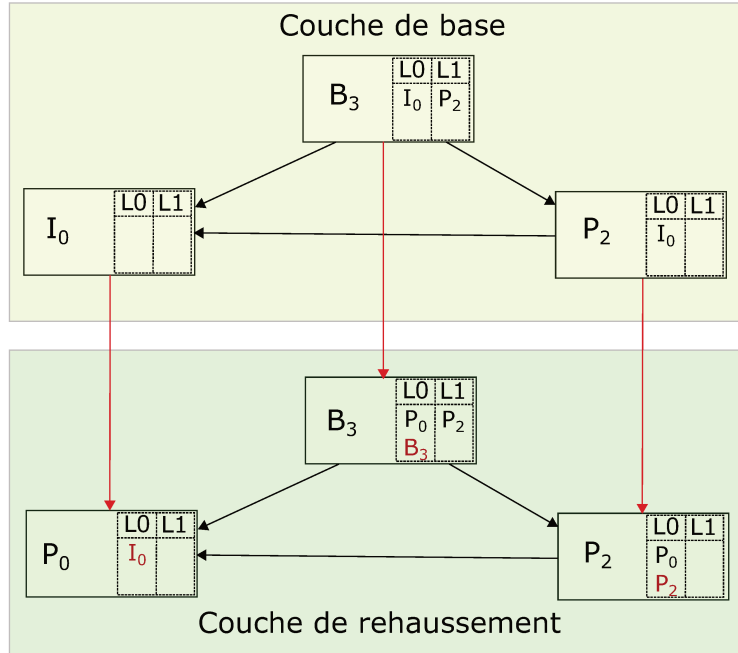 Couche de base
B₃ L0 L1
I₀ P₂
I₀ L0 L1
P₂ L0 L1
I₀
B₃ L0 L1
P₀ P₂
B₃
P₀ L0 L1
I₀
P₂ L0 L1
P₀
P₂
Couche de rehaussement